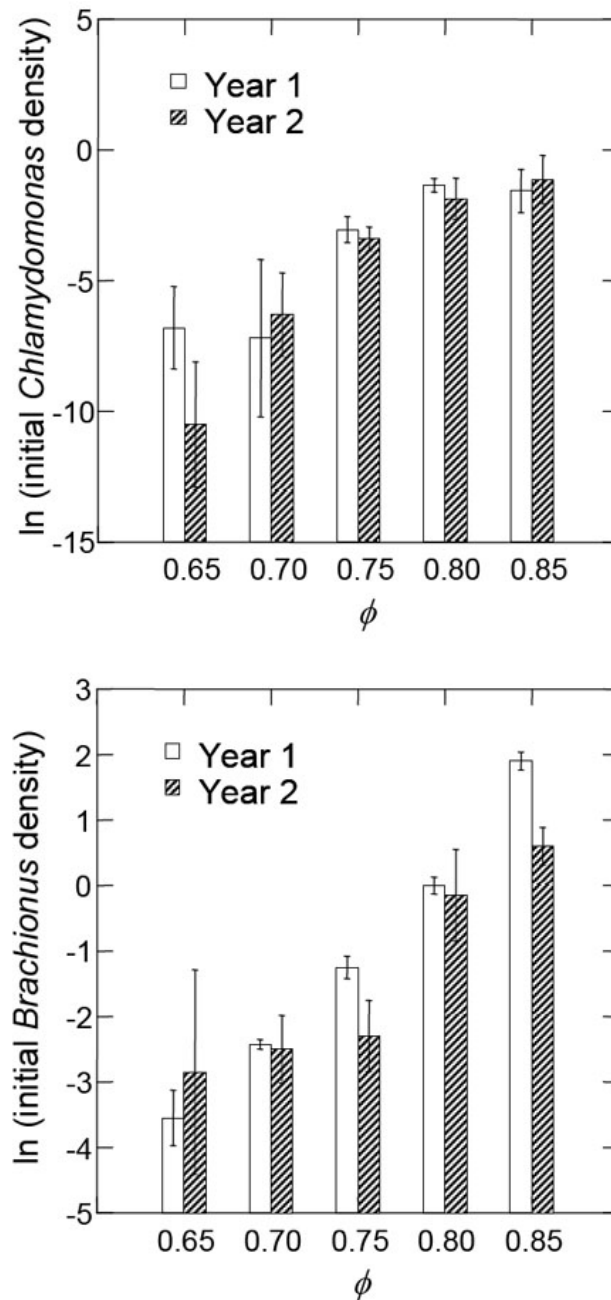 5
0
-5
-10
-15
ln (initial Chlamydomonas density)
Year 1
Year 2
0.65 0.70 0.75 0.80 0.85
ϕ
3
2
1
0
-1
-2
-3
-4
-5
ln (initial Brachionus density)
Year 1
Year 2
0.65 0.70 0.75 0.80 0.85
ϕ